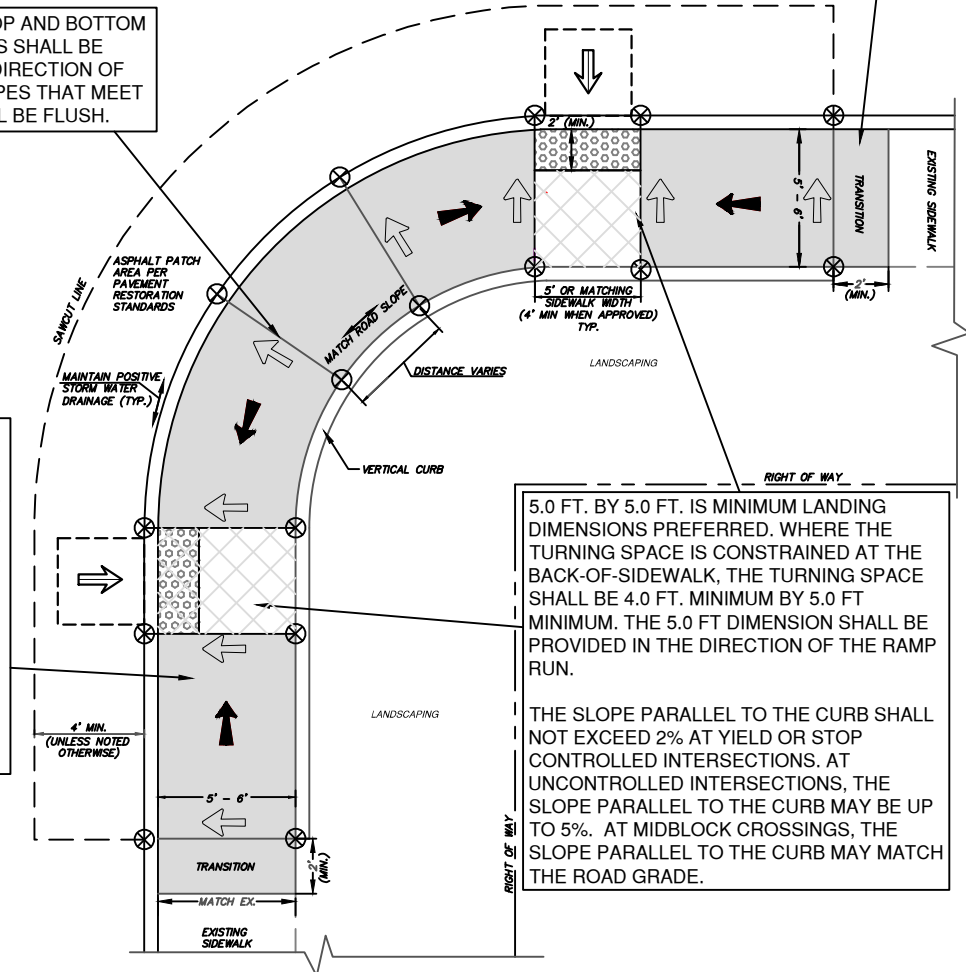 OP AND BOTTOM
S SHALL BE
DIRECTION OF
PES THAT MEET
L BE FLUSH.
2' (MIN.)
5' - 6'
TRANSITION
EXISTING SIDEWALK
2'
(MIN.)
5' OR MATCHING
SIDEWALK WIDTH
(4' MIN WHEN APPROVED)
TYP.
LANDSCAPING
ASPHALT PATCH
AREA PER
PAVEMENT
RESTORATION
STANDARDS
SAWCUT LINE
MATCH ROAD SLOPE
DISTANCE VARIES
MAINTAIN POSITIVE
STORM WATER
DRAINAGE (TYP.)
VERTICAL CURB
RIGHT OF WAY
5.0 FT. BY 5.0 FT. IS MINIMUM LANDING
DIMENSIONS PREFERRED. WHERE THE
TURNING SPACE IS CONSTRAINED AT THE
BACK-OF-SIDEWALK, THE TURNING SPACE
SHALL BE 4.0 FT. MINIMUM BY 5.0 FT
MINIMUM. THE 5.0 FT DIMENSION SHALL BE
PROVIDED IN THE DIRECTION OF THE RAMP
RUN.
THE SLOPE PARALLEL TO THE CURB SHALL
NOT EXCEED 2% AT YIELD OR STOP
CONTROLLED INTERSECTIONS. AT
UNCONTROLLED INTERSECTIONS, THE
SLOPE PARALLEL TO THE CURB MAY BE UP
TO 5%. AT MIDBLOCK CROSSINGS, THE
SLOPE PARALLEL TO THE CURB MAY MATCH
THE ROAD GRADE.
LANDSCAPING
4' MIN.
(UNLESS NOTED
OTHERWISE)
5' - 6'
RIGHT OF WAY
TRANSITION
2'
(MIN.)
MATCH EX.
EXISTING
SIDEWALK